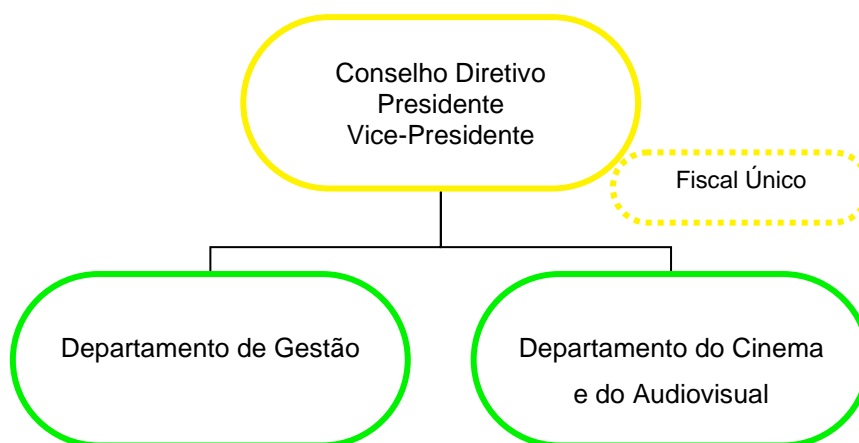 Conselho Diretivo
Presidente
Vice-Presidente
Fiscal Único
Departamento de Gestão
Departamento do Cinema
e do Audiovisual